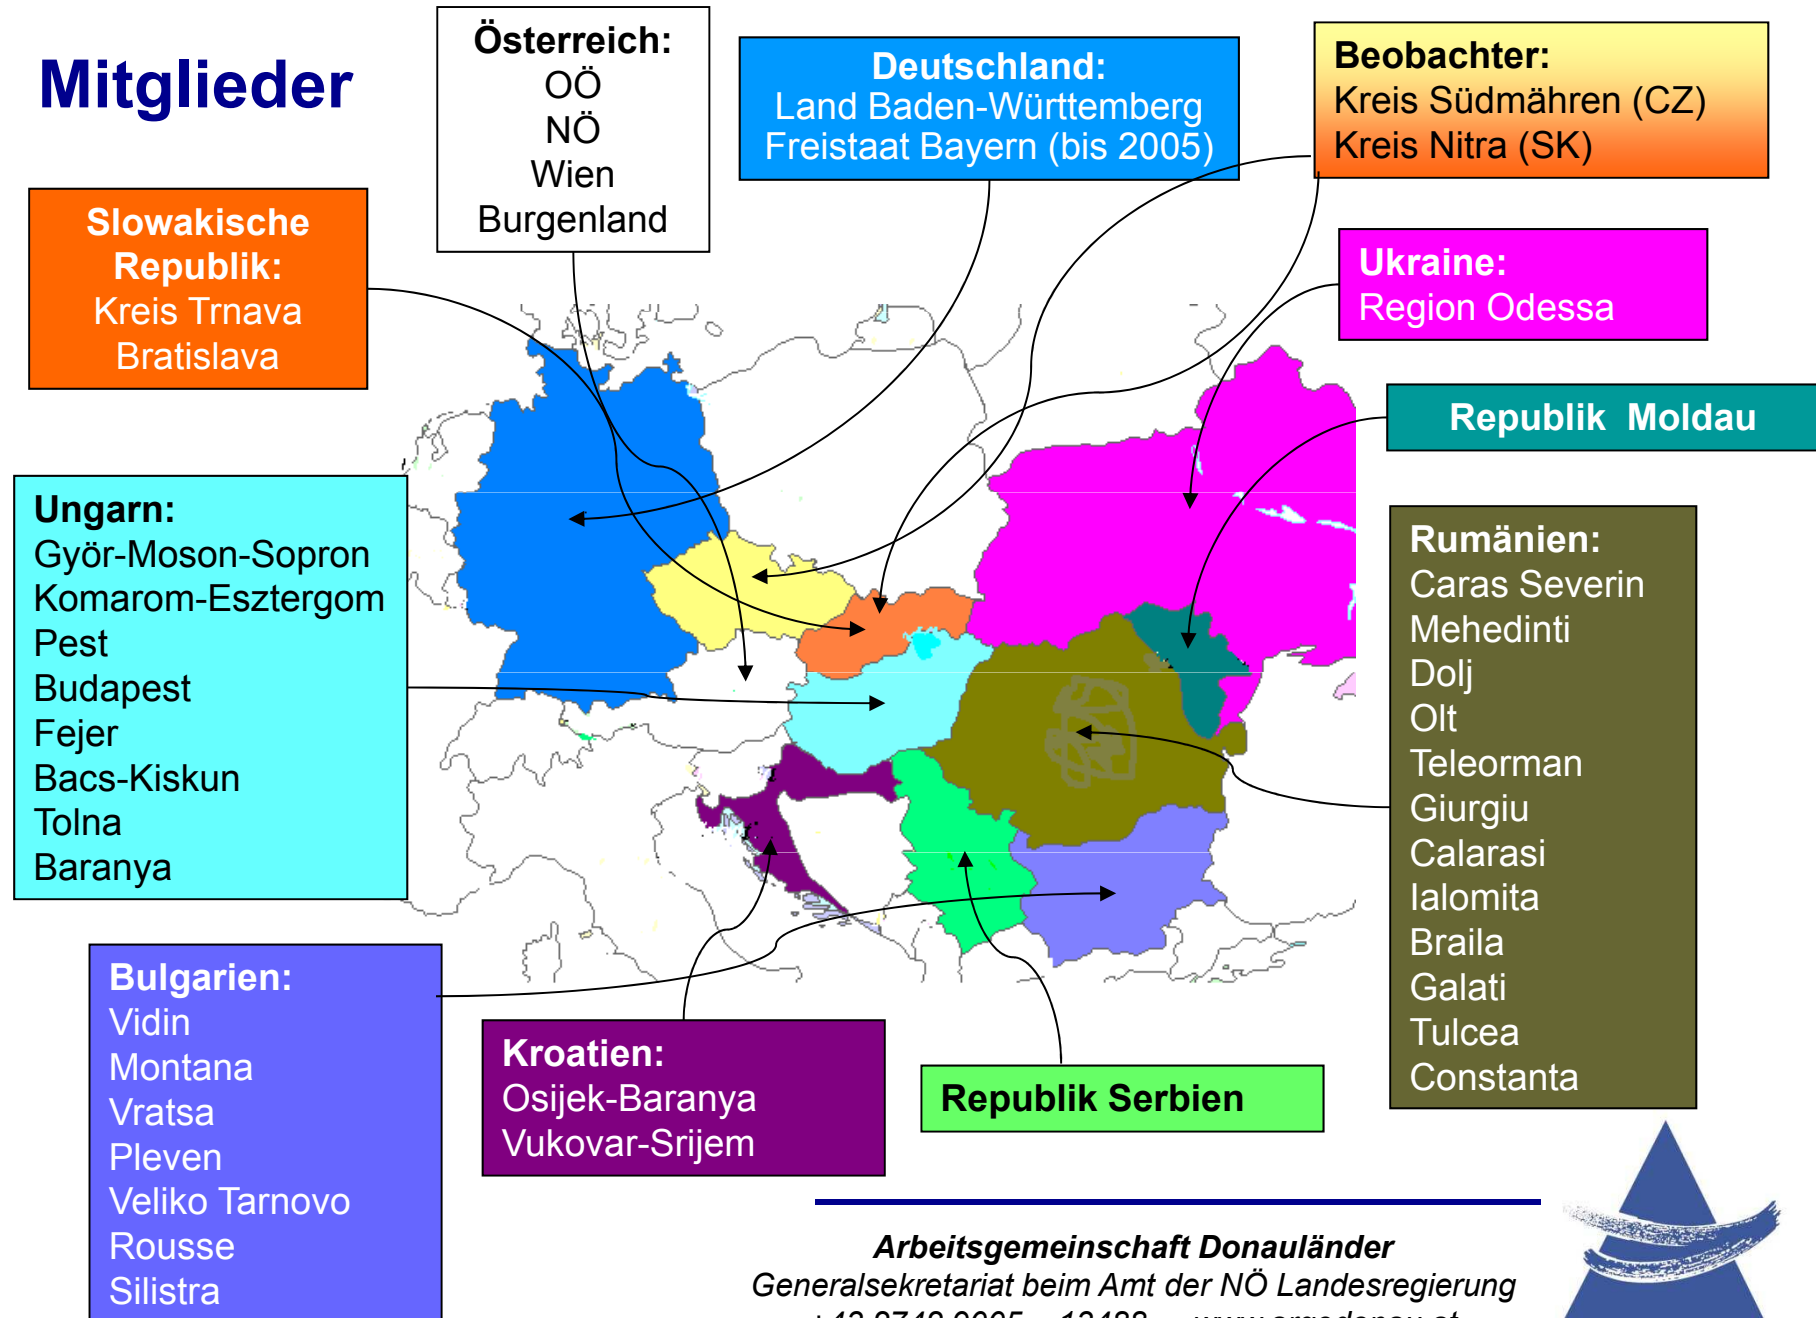 Mitglieder
Österreich:
OÖ
NÖ
Wien
Burgenland
Deutschland:
Land Baden-Württemberg
Freistaat Bayern (bis 2005)
Beobachter:
Kreis Südmähren (CZ)
Kreis Nitra (SK)
Slowakische
Republik:
Kreis Trnava
Bratislava
Ukraine:
Region Odessa
Republik Moldau
Ungarn:
Györ-Moson-Sopron
Komarom-Esztergom
Pest
Budapest
Fejer
Bacs-Kiskun
Tolna
Baranya
Rumänien:
Caras Severin
Mehedinti
Dolj
Olt
Teleorman
Giurgiu
Calarasi
Ialomita
Braila
Galati
Tulcea
Constanta
Bulgarien:
Vidin
Montana
Vratsa
Pleven
Veliko Tarnovo
Rousse
Silistra
Kroatien:
Osijek-Baranya
Vukovar-Srijem
Republik Serbien
Arbeitsgemeinschaft Donauländer
Generalsekretariat beim Amt der NÖ Landesregierung